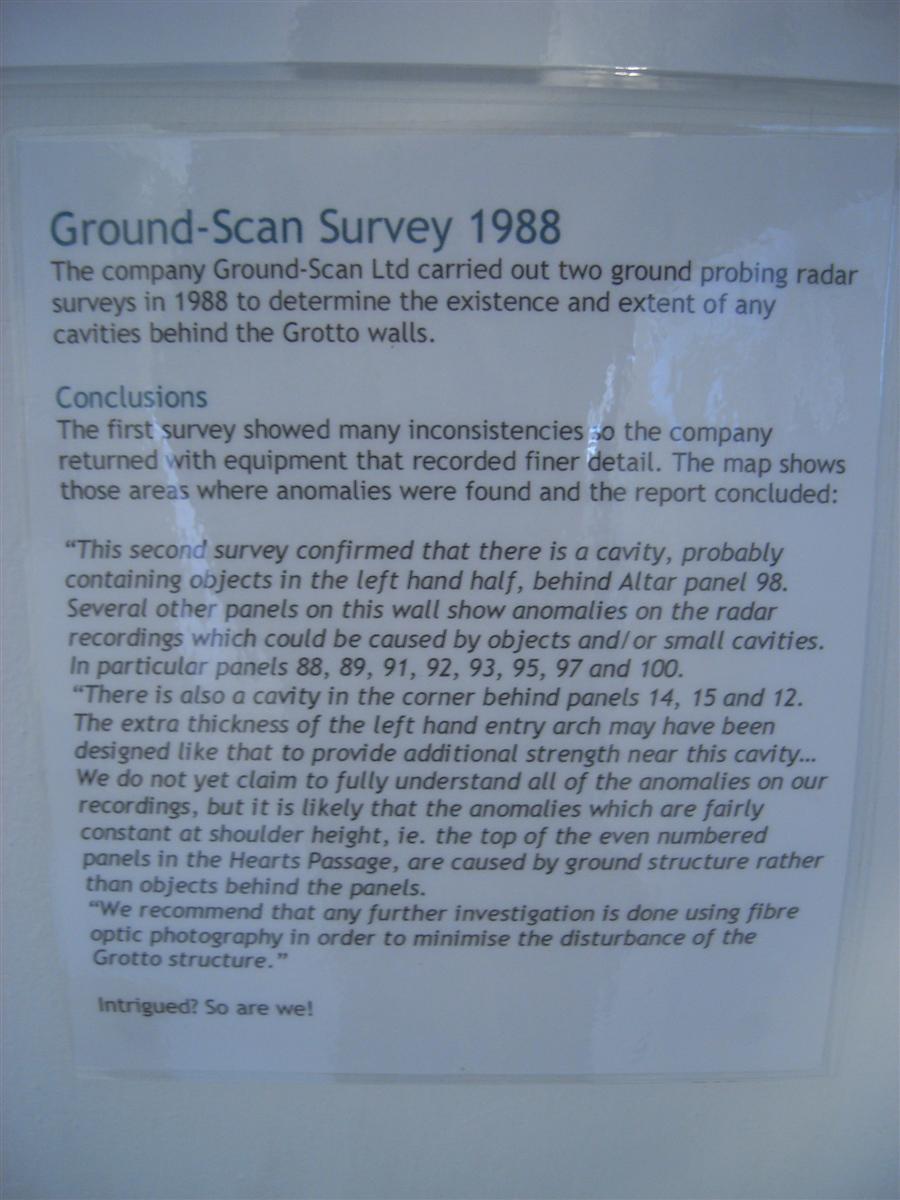 Ground-Scan Survey 1988
The company Ground-Scan Ltd carried out two ground probing radar
surveys in 1988 to determine the existence and extent of any
cavities behind the Grotto walls.
Conclusions
The first survey showed many inconsistencies so the company
returned with equipment that recorded finer detail. The map shows
those areas where anomalies were found and the report concluded:
“This second survey confirmed that there is a cavity, probably
containing objects in the left hand half, behind Altar panel 98.
Several other panels on this wall show anomalies on the radar
recordings which could be caused by objects and/or small cavities.
In particular panels 88, 89, 91, 92, 93, 95, 97 and 100.
“There is also a cavity in the corner behind panels 14, 15 and 12.
The extra thickness of the left hand entry arch may have been
designed like that to provide additional strength near this cavity...
We do not yet claim to fully understand all of the anomalies on our
recordings, but it is likely that the anomalies which are fairly
constant at shoulder height, ie. the top of the even numbered
panels in the Hearts Passage, are caused by ground structure rather
than objects behind the panels.
“We recommend that any further investigation is done using fibre
optic photography in order to minimise the disturbance of the
Grotto structure.”
Intrigued? So are we!